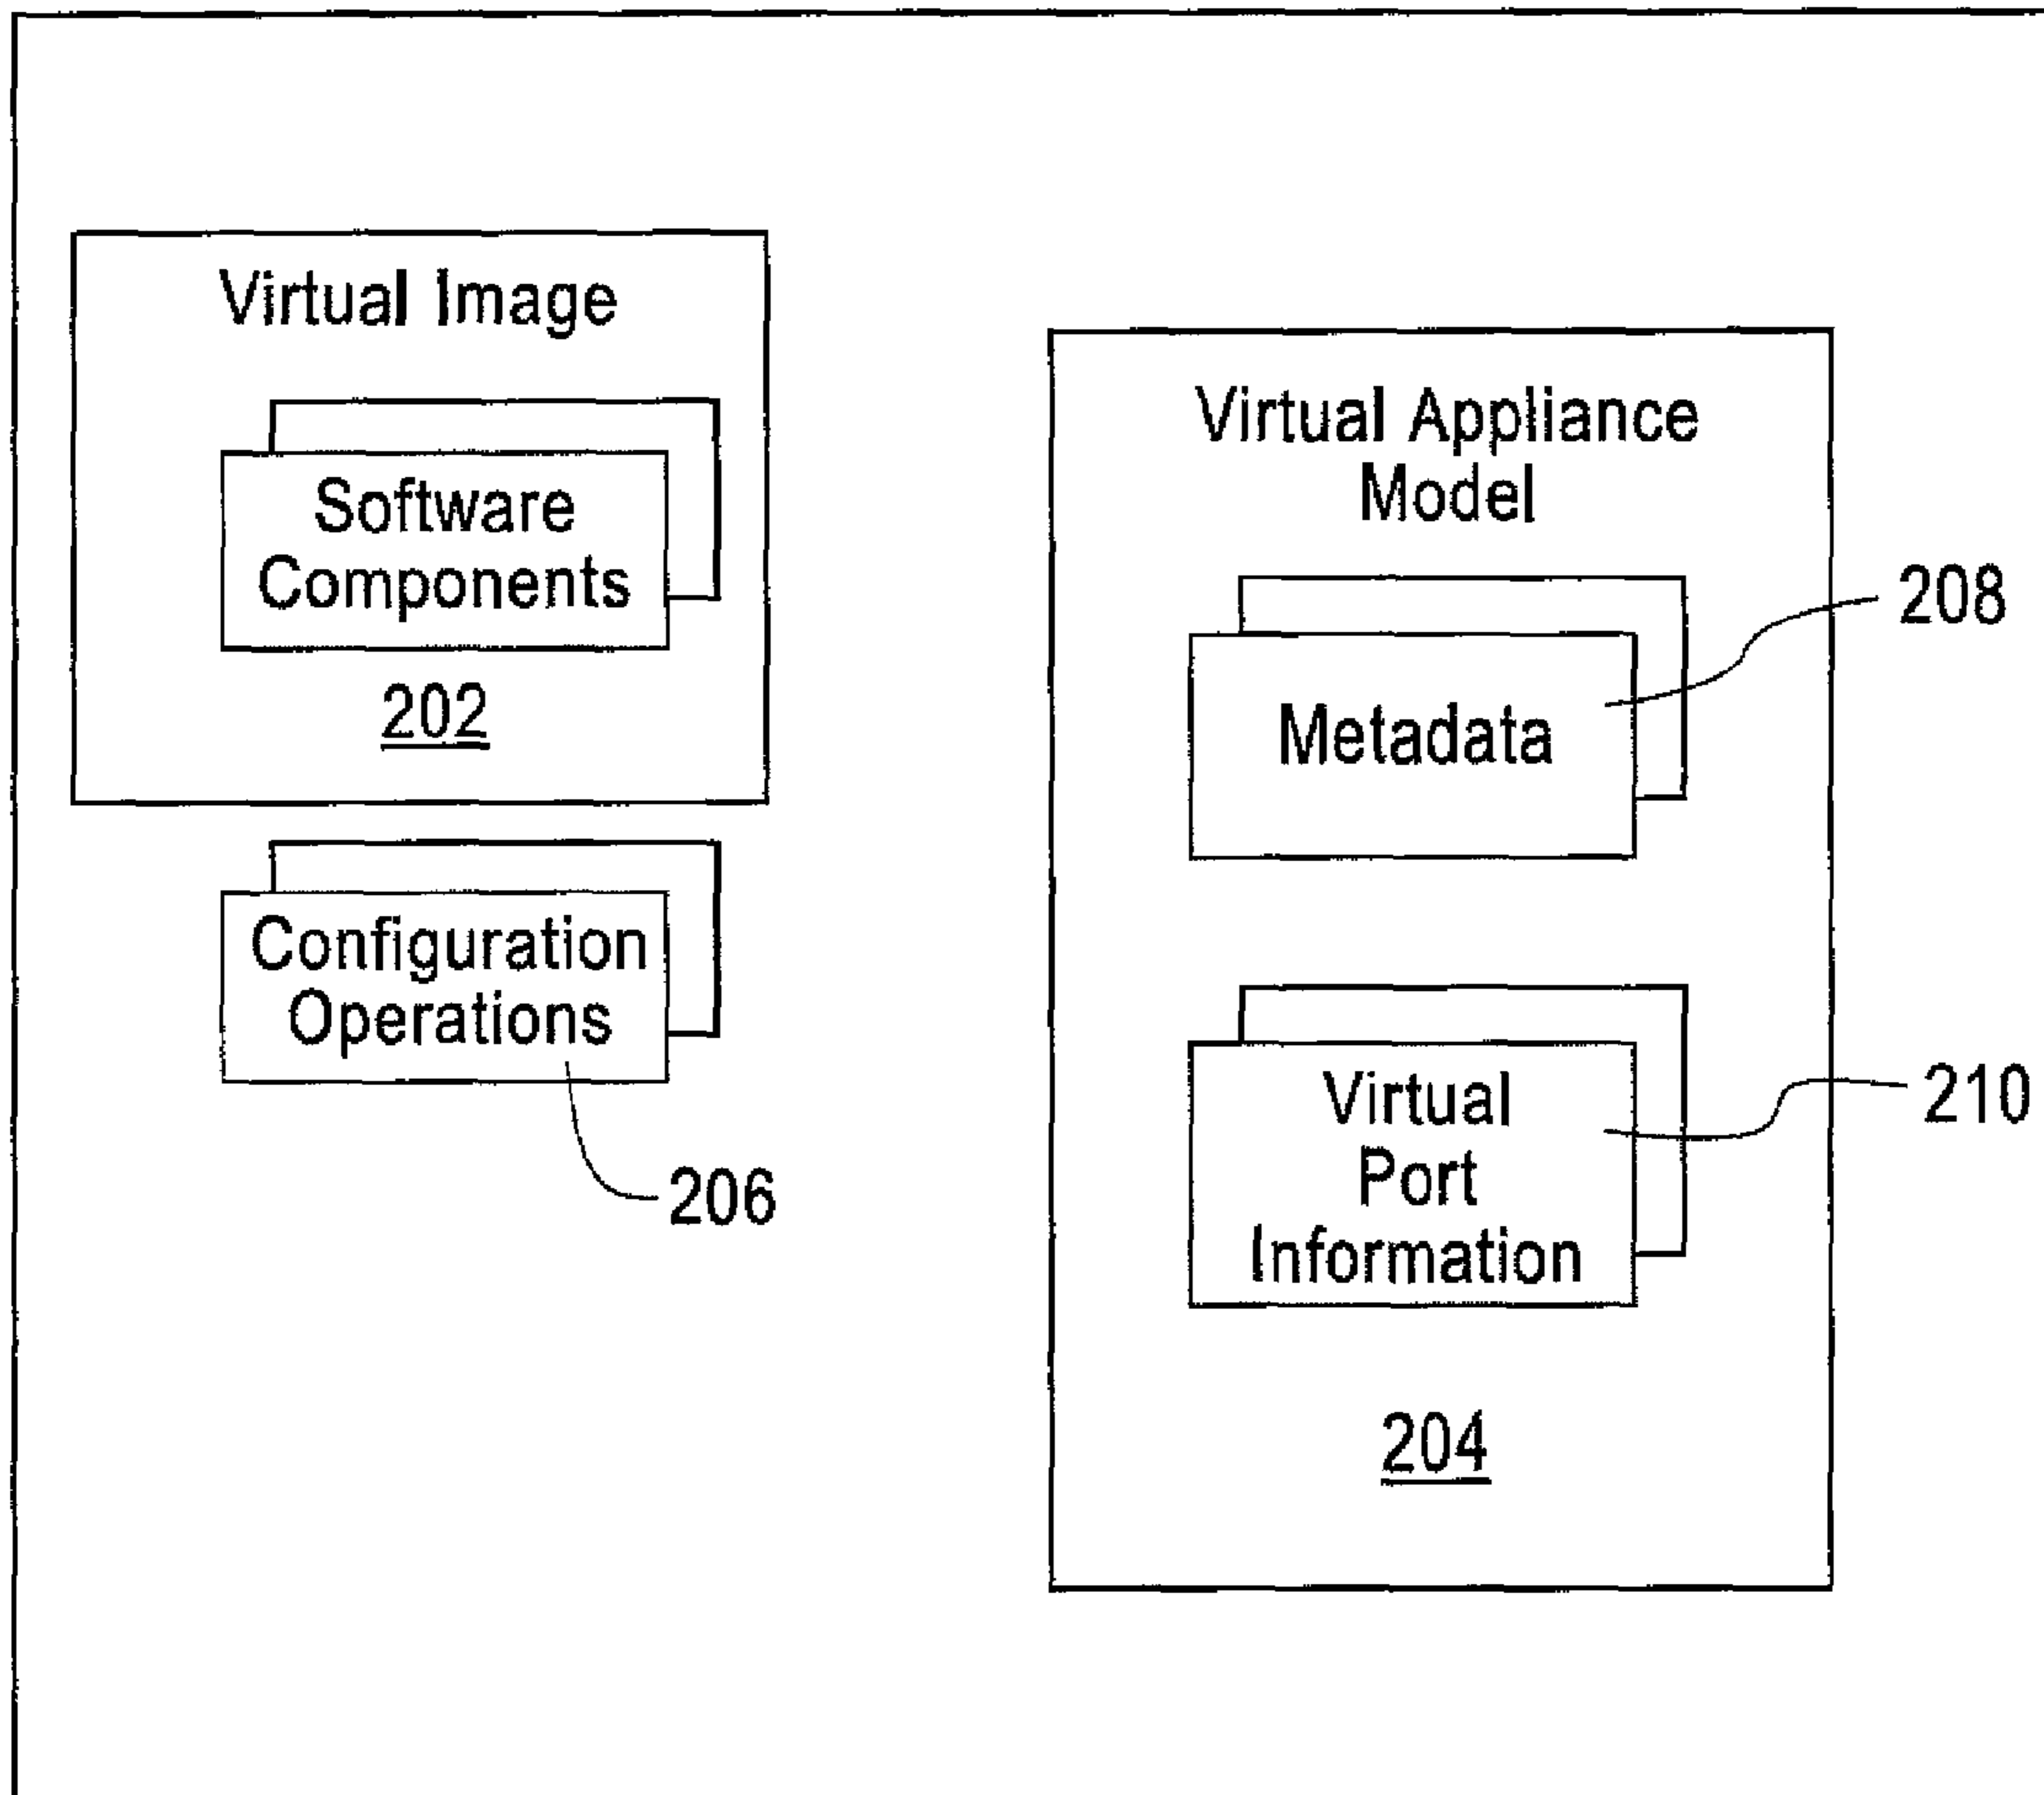 Virtual Image
Software
Components
202
Configuration
Operations
206
Virtual Appliance
Model
Metadata
208
Virtual
Port
Information
210
204